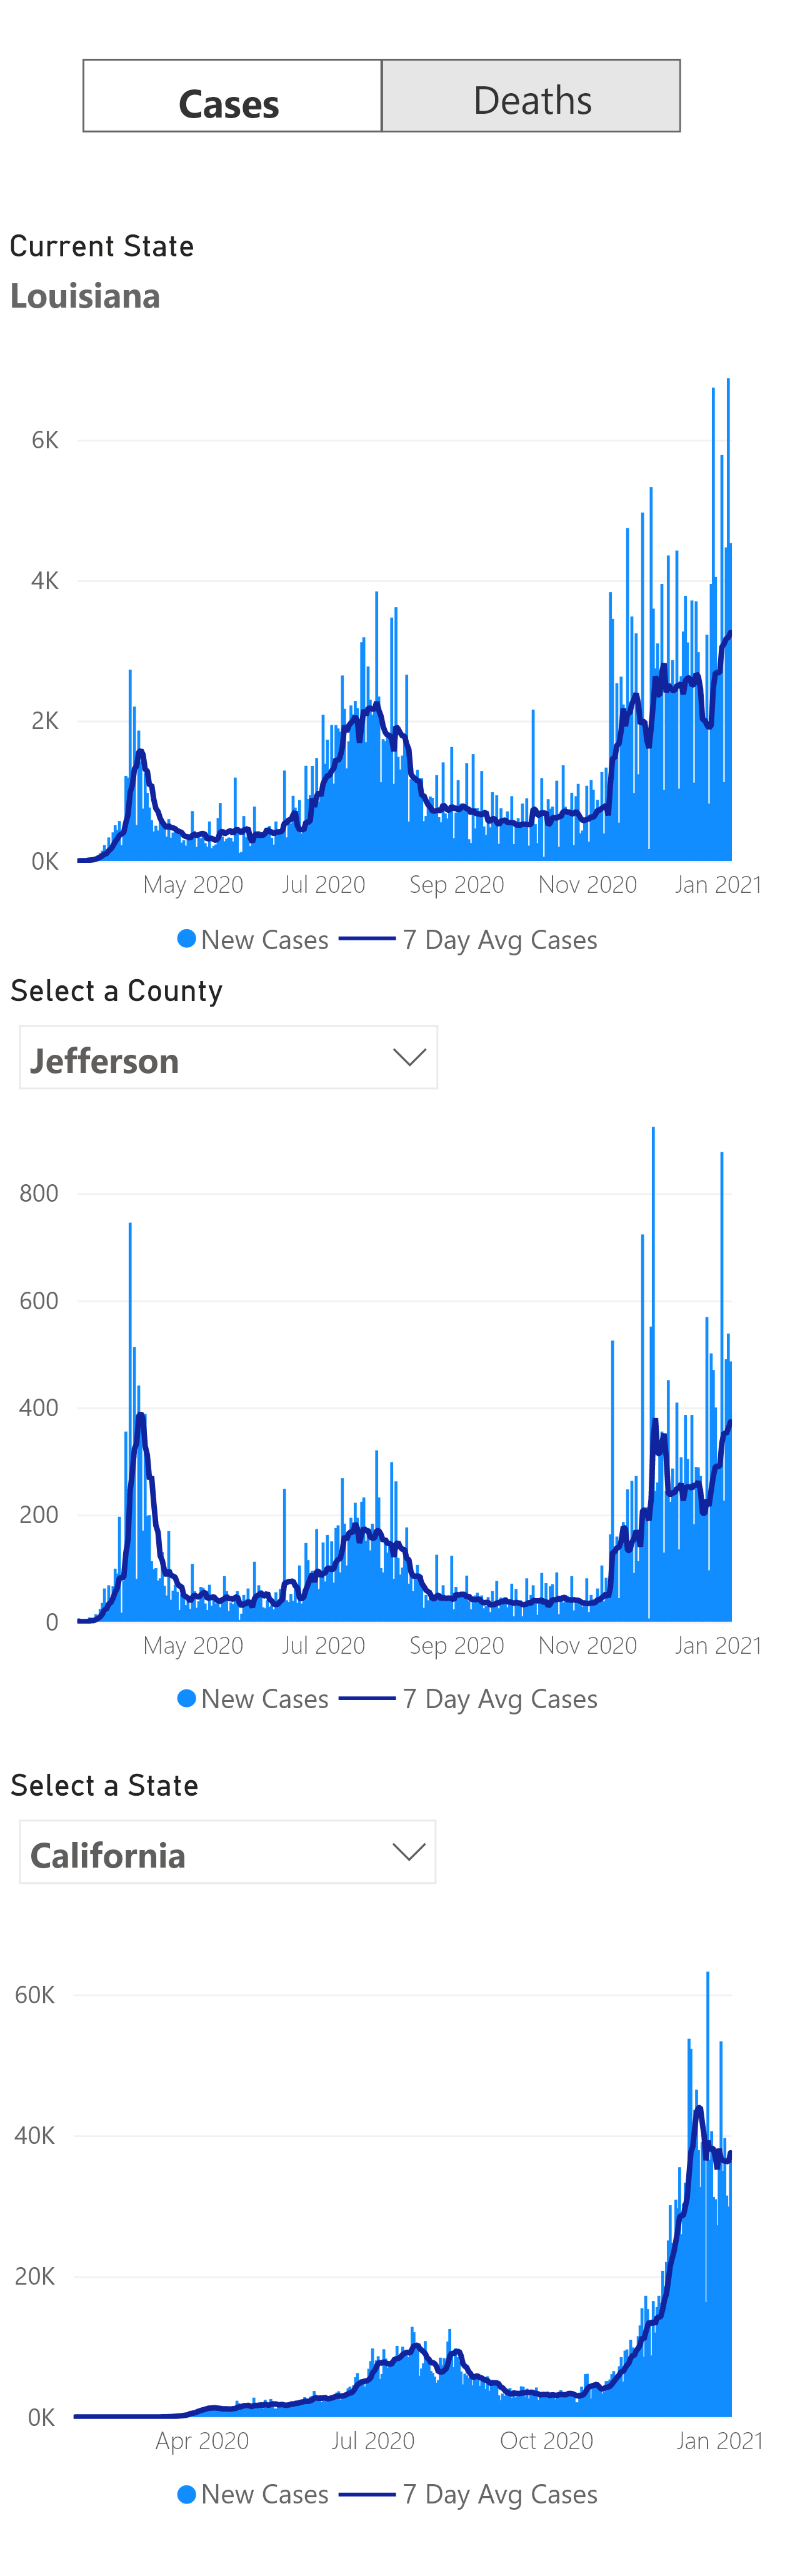 Cases Deaths
Current State
Louisiana
6K
4K
2K
0K
May 2020 Jul 2020 Sep 2020 Nov 2020 Jan 2021
New Cases 7 Day Avg Cases
Select a County
Jefferson
800
600
400
200
0
May 2020 Jul 2020 Sep 2020 Nov 2020 Jan 2021
New Cases 7 Day Avg Cases
Select a State
California
60K
40K
20K
0K
Apr 2020 Jul 2020 Oct 2020 Jan 2021
New Cases 7 Day Avg Cases